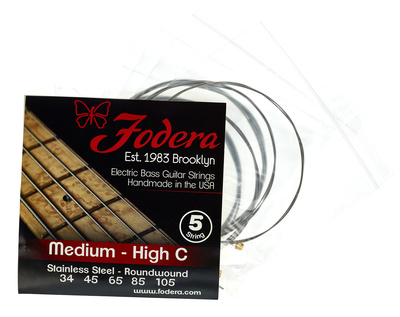 Fodera
Est. 1983 Brooklyn
Electric Bass Guitar Strings
Handmade in the USA
5
String
Medium - High C
Stainless Steel - Roundwound
34 45 65 85 105
www.fodera.com